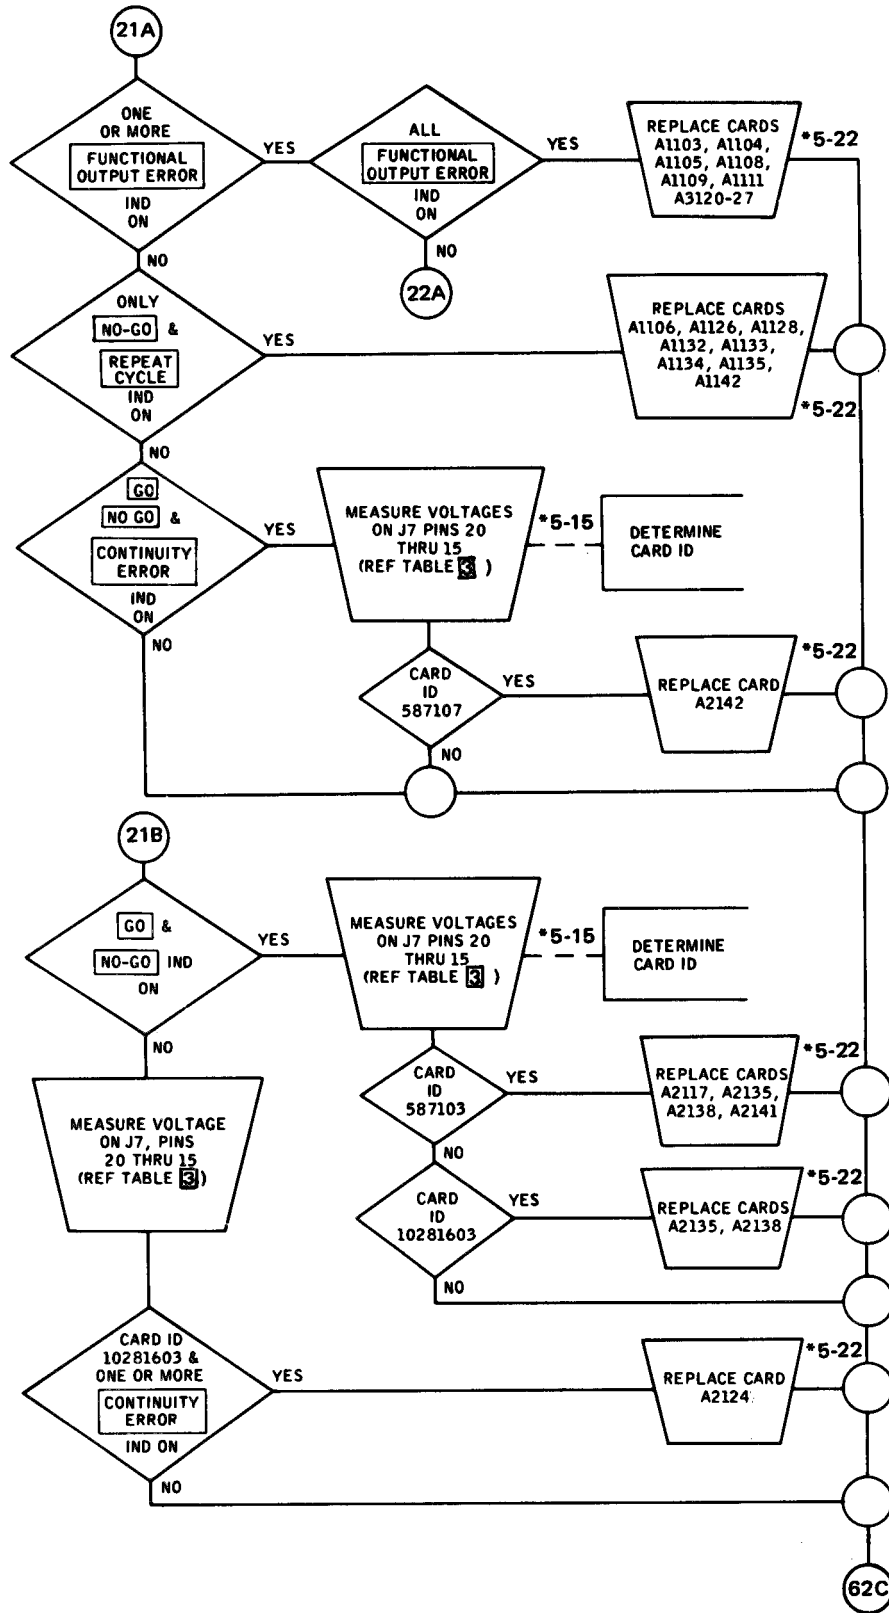 21A
ONE
OR MORE
FUNCTIONAL
OUTPUT ERROR
IND
ON
YES
ALL
FUNCTIONAL
OUTPUT ERROR
IND
ON
YES
REPLACE CARDS
A1103, A1104,
A1105, A1108,
A1109, A1111
A3120-27
*5-22
NO
NO
22A
ONLY
NO-GO &
REPEAT
CYCLE
IND
ON
YES
REPLACE CARDS
A1106, A1126, A1128,
A1132, A1133,
A1134, A1135,
A1142
*5-22
NO
GO
NO GO &
CONTINUITY
ERROR
IND
ON
YES
MEASURE VOLTAGES
ON J7 PINS 20
THRU 15
(REF TABLE 3 )
*5-15
DETERMINE
CARD ID
NO
CARD
ID
587107
YES
REPLACE CARD
A2142
*5-22
NO
21B
GO &
NO-GO IND
ON
YES
MEASURE VOLTAGES
ON J7 PINS 20
THRU 15
(REF TABLE 3 )
*5-15
DETERMINE
CARD ID
NO
CARD
ID
587103
YES
REPLACE CARDS
A2117, A2135,
A2138, A2141
*5-22
MEASURE VOLTAGE
ON J7, PINS
20 THRU 15
(REF TABLE 3)
NO
CARD
ID
10281603
YES
REPLACE CARDS
A2135, A2138
*5-22
NO
CARD ID
10281603 &
ONE OR MORE
CONTINUITY
ERROR
IND ON
YES
REPLACE CARD
A2124
*5-22
NO
62C